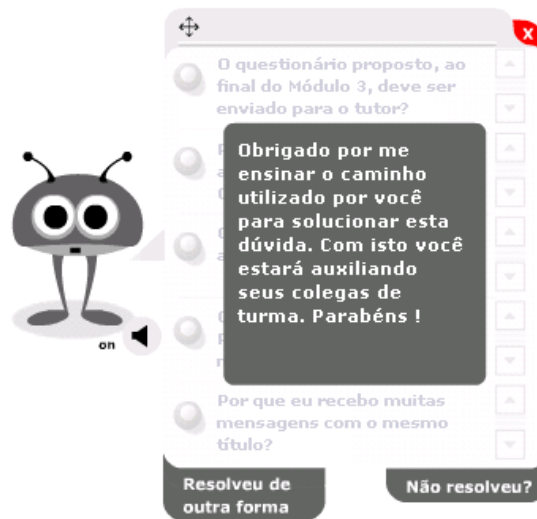 X
O questionário proposto, ao
final do Módulo 3, deve ser
enviado para o tutor?
Obrigado por me
ensinar o caminho
utilizado por você
para solucionar esta
dúvida. Com isto você
estará auxiliando
seus colegas de
turma. Parabéns !
on
Por que eu recebo muitas
mensagens com o mesmo
título?
Resolveu de
outra forma
Não resolveu?